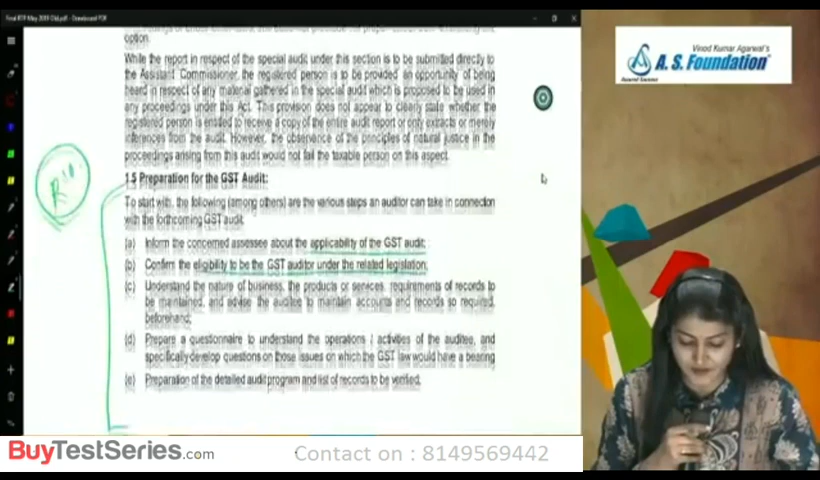 Final RTP May 2019 Old.pdf - Drawboard PDF
option.
While the report in respect of the special audit under this section is to be submitted directly to
the Assistant Commissioner, the registered person is to be provided an opportunity of being
heard in respect of any material gathered in the special audit which is proposed to be used in
any proceedings under this Act. This provision does not appear to clearly state whether the
registered person is entitled to receive a copy of the entire audit report or only extracts or merely
inferences from the audit. However, the observance of the principles of natural justice in the
proceedings arising from this audit would not fail the taxable person on this aspect.
1.5 Preparation for the GST Audit:
To start with, the following (among others) are the various steps an auditor can take in connection
with the forthcoming GST audit:
(a) Inform the concerned assessee about the applicability of the GST audit;
(b) Confirm the eligibility to be the GST auditor under the related legislation;
(c) Understand the nature of business, the products or services, requirements of records to
be maintained, and advise the auditee to maintain accounts and records so required,
beforehand;
(d) Prepare a questionnaire to understand the operations / activities of the auditee, and
specifically develop questions on those issues on which the GST law would have a bearing
(e) Preparation of the detailed audit program and list of records to be verified.
Vinod Kumar Agarwal's
A. S. Foundation
BuyTestSeries.com
Contact on : 8149569442